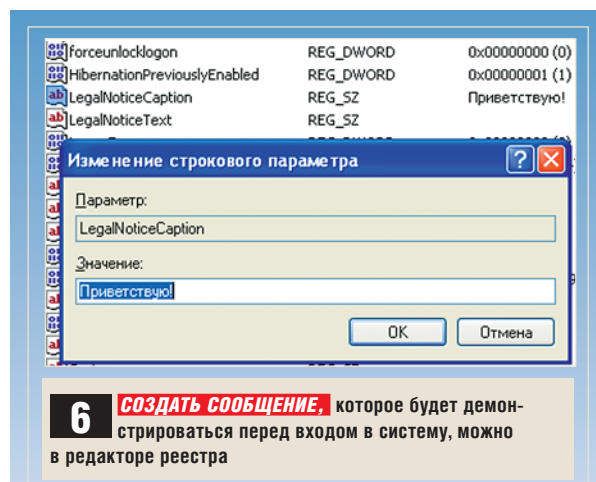 forceunlocklogon REG_DWORD 0x00000000 (0)
HibernationPreviouslyEnabled REG_DWORD 0x00000001 (1)
LegalNoticeCaption REG_SZ Приветствую!
LegalNoticeText REG_SZ
Изменение строкового параметра
Параметр:
LegalNoticeCaption
Значение:
Приветствую!
OK Отмена
6 СОЗДАТЬ СООБЩЕНИЕ, которое будет демон-
стрироваться перед входом в систему, можно
в редакторе реестра